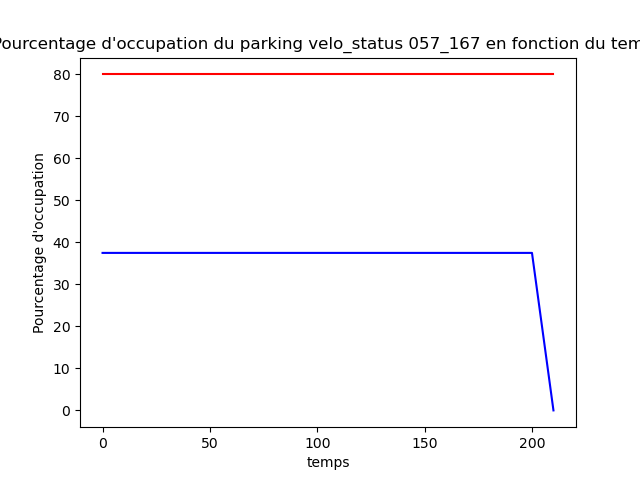 Pourcentage d'occupation du parking velo_status 057_167 en fonction du tem
80
70
60
50
40
30
20
10
0
Pourcentage d'occupation
0 50 100 150 200
temps